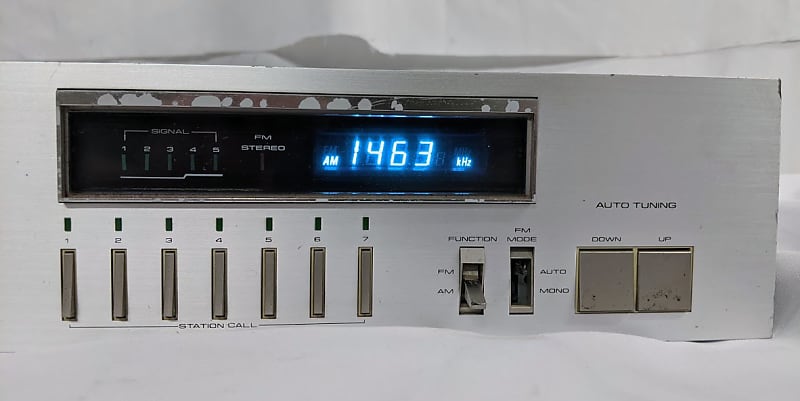 SIGNAL
1 2 3 4 5
FM
STEREO
FM
AM 1463 kHz
1 2 3 4 5 6 7
STATION CALL
FUNCTION
FM
AM
FM
MODE
AUTO
MONO
AUTO TUNING
DOWN UP